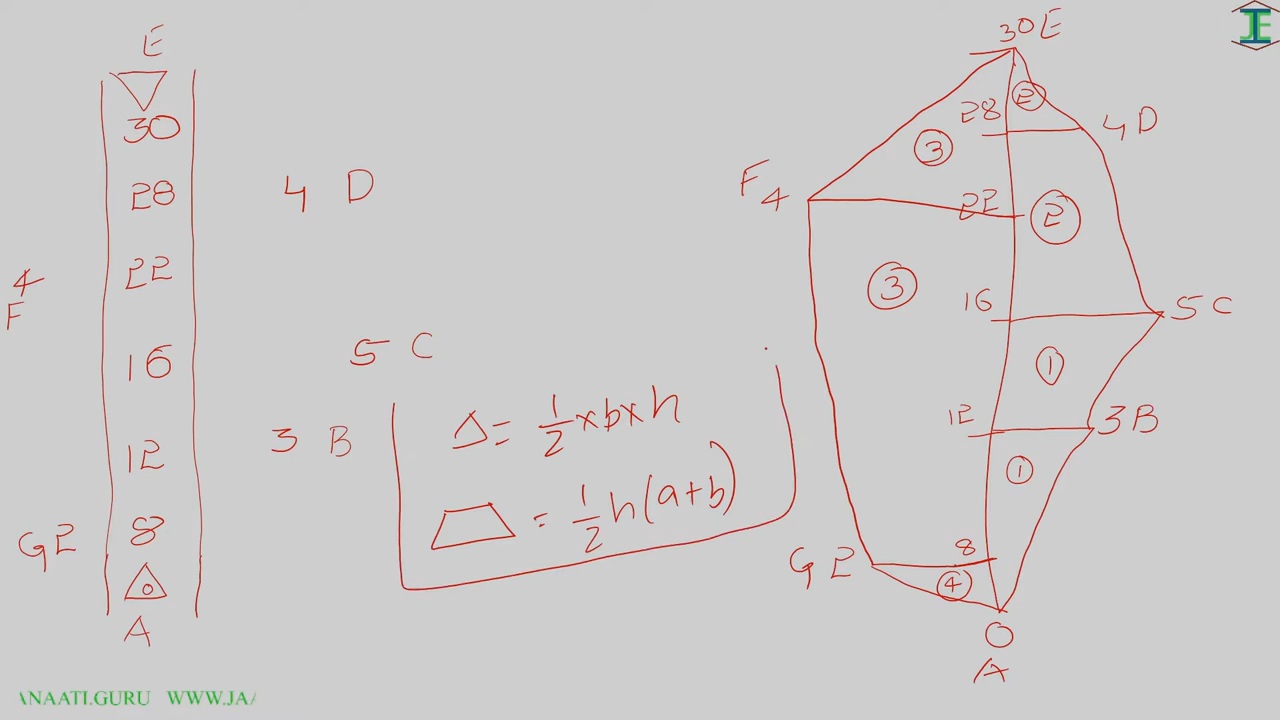 E
30
28 4 D
22
4
F
16
5 C
12 3 B
G 2 8
0
A
△ = 1/2 x b x h
⏢ = 1/2 h (a + b)
30 E
28 ②
4 D
③
F 4
22 ②
③
16 5 C
①
12 3 B
①
G 2 8
④
0
A
JE
ANAATI.GURU WWW.JA